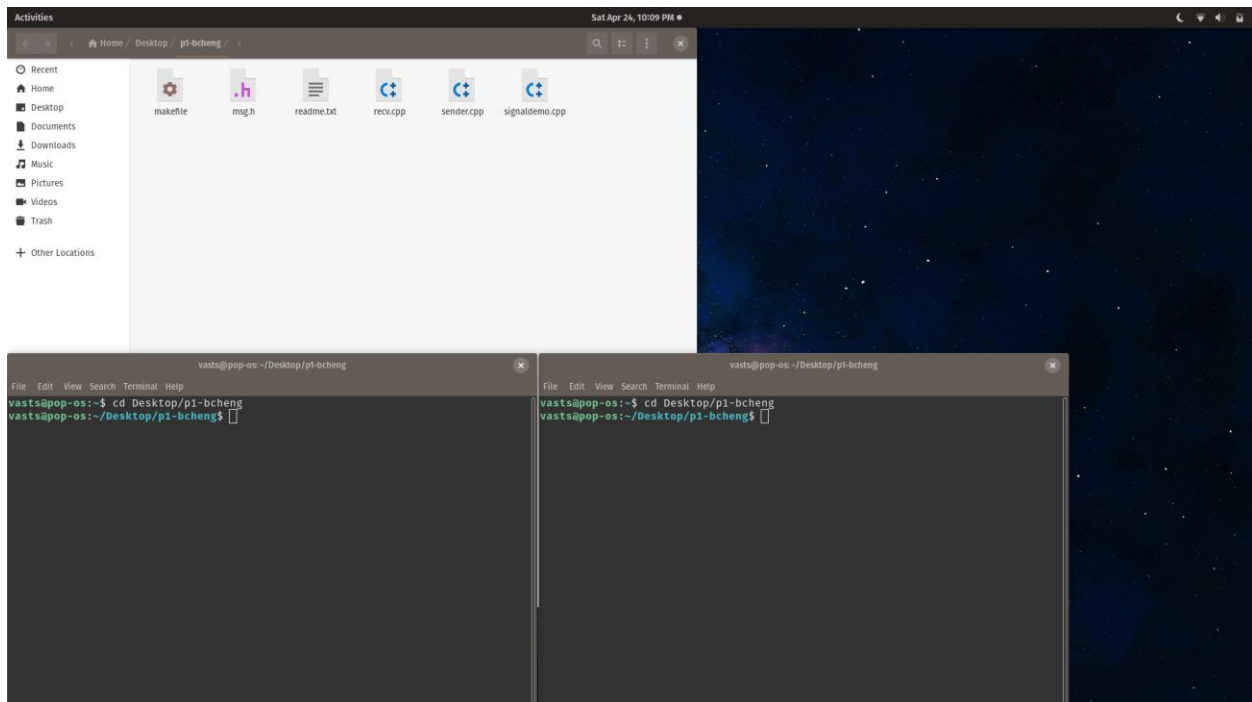 Activities
Sat Apr 24, 10:09 PM
Home / Desktop / p1-bcheng /
Recent
Home
Desktop
Documents
Downloads
Music
Pictures
Videos
Trash
+ Other Locations
.h
makefile
msg.h
readme.txt
recv.cpp
sender.cpp
signaldemo.cpp
vasts@pop-os: ~/Desktop/p1-bcheng
File Edit View Search Terminal Help
vasts@pop-os:~$ cd Desktop/p1-bcheng
vasts@pop-os:~/Desktop/p1-bcheng$
vasts@pop-os: ~/Desktop/p1-bcheng
File Edit View Search Terminal Help
vasts@pop-os:~$ cd Desktop/p1-bcheng
vasts@pop-os:~/Desktop/p1-bcheng$